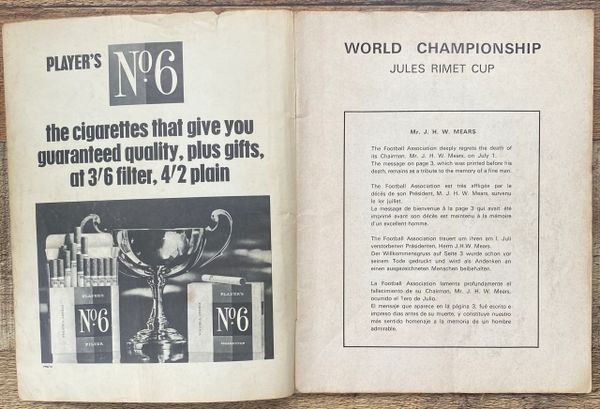 PLAYER'S No. 6
the cigarettes that give you
guaranteed quality, plus gifts,
at 3/6 filter, 4/2 plain
PLAYER'S
No. 6
FILTER
PLAYER'S
No. 6
WORLD CHAMPIONSHIP
JULES RIMET CUP
Mr. J. H. W. MEARS
The Football Association deeply regrets the death of
its Chairman, Mr. J. H. W. Mears, on July 1.
The message on page 3, which was printed before his
death, remains as a tribute to the memory of a fine man.
The Football Association est très affligée par le
décès de son Président, M. J. H. W. Mears, survenu
le ler juillet.
Le message de bienvenue à la page 3 qui avait été
imprimé avant son décès est maintenu à la mémoire
d'un excellent homme.
The Football Association trauert um ihren am I. Juli
verstorbenen Präsidenten, Herrn J.H.W. Mears.
Der Willkommensgruss auf Seite 3 wurde schon vor
seinem Tode gedruckt und wird als Andenken an
einen ausgezeichneten Menschen beibehalten.
La Football Association lamenta profundamente el
fallecimiento de su Chairman, Mr. J. H. W. Mears,
ocurrido el 1ero de Julio.
El mensaje que aparece en la página 3, fué escrito e
impreso dias antes de su muerte, y constituye nuestro
más sentido homenaje a la memoria de un hombre
admirable.